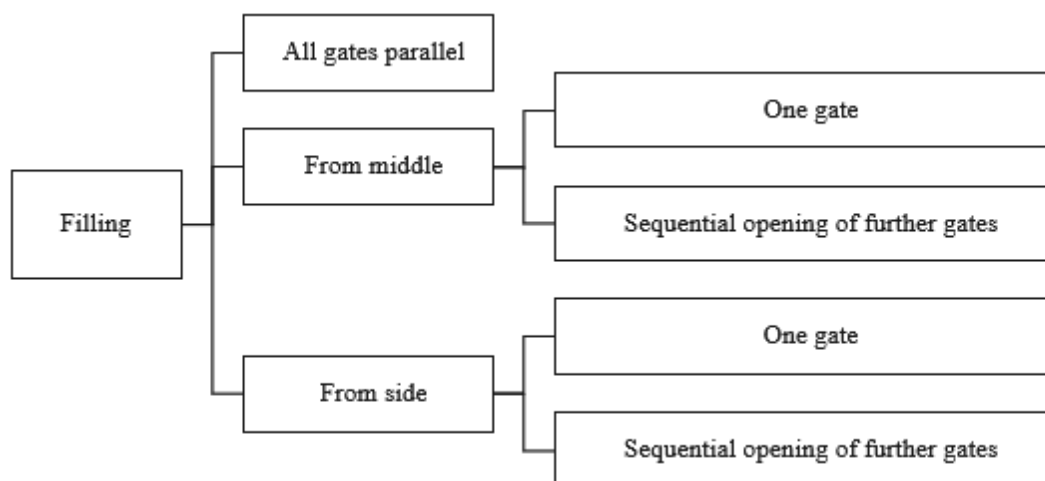 All gates parallel
One gate
From middle
Filling
Sequential opening of further gates
One gate
From side
Sequential opening of further gates